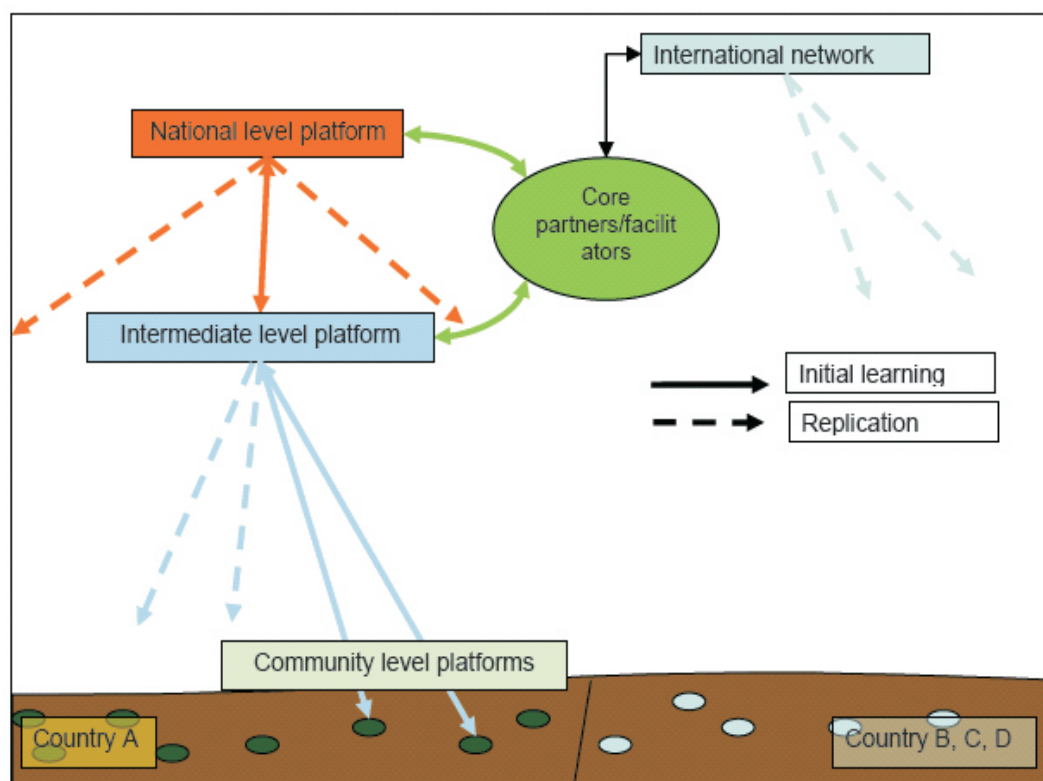 International network
National level platform
Core
partners/facilit
ators
Intermediate level platform
Initial learning
Replication
Community level platforms
Country A
Country B, C, D